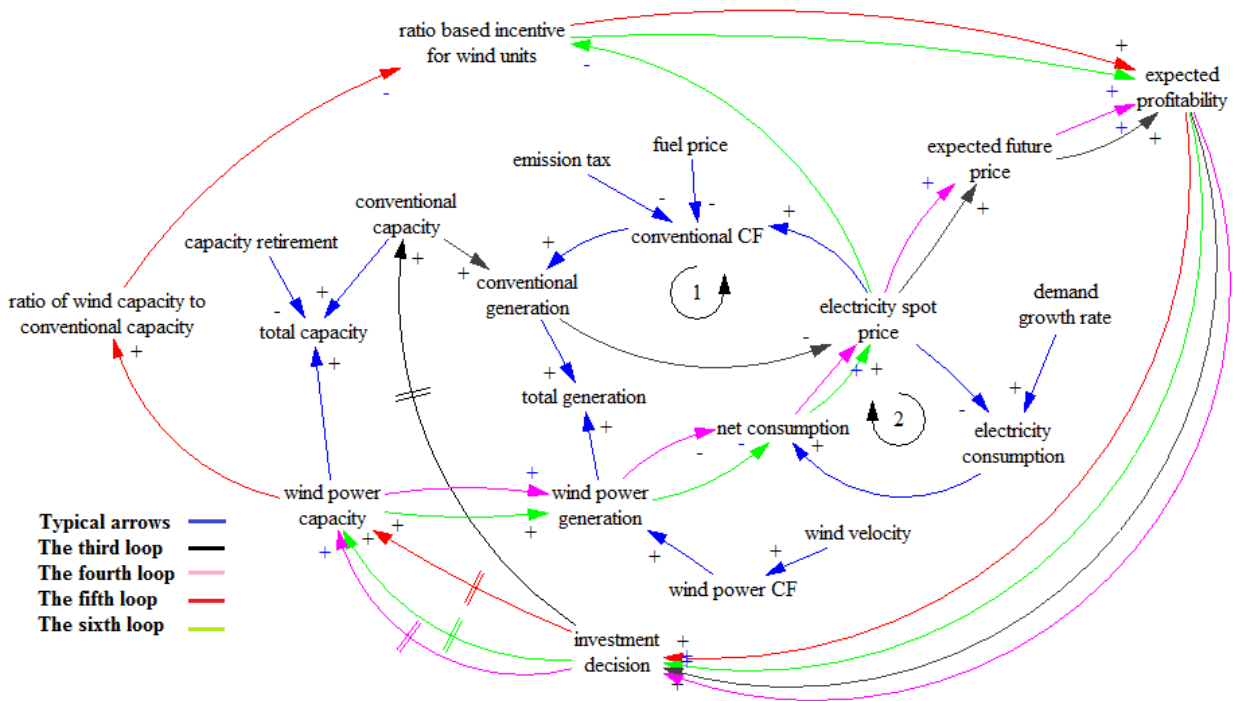 ratio based incentive
for wind units
expected
profitability
fuel price
emission tax
expected future
price
conventional
capacity
capacity retirement
conventional CF
conventional
generation
1
ratio of wind capacity to
conventional capacity
total capacity
electricity spot
price
demand
growth rate
total generation
net consumption
2
electricity
consumption
wind power
capacity
wind power
generation
wind velocity
wind power CF
Typical arrows
The third loop
The fourth loop
The fifth loop
The sixth loop
investment
decision